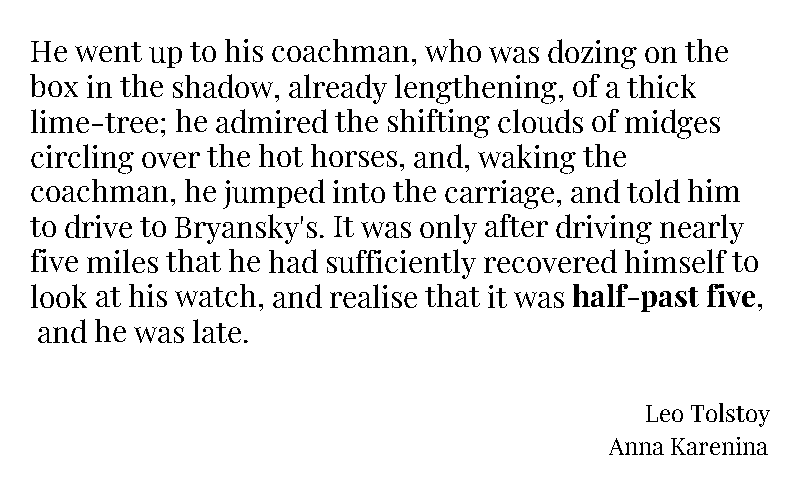 He went up to his coachman, who was dozing on the
box in the shadow, already lengthening, of a thick
lime-tree; he admired the shifting clouds of midges
circling over the hot horses, and, waking the
coachman, he jumped into the carriage, and told him
to drive to Bryansky's. It was only after driving nearly
five miles that he had sufficiently recovered himself to
look at his watch, and realise that it was half-past five,
and he was late.
Leo Tolstoy
Anna Karenina